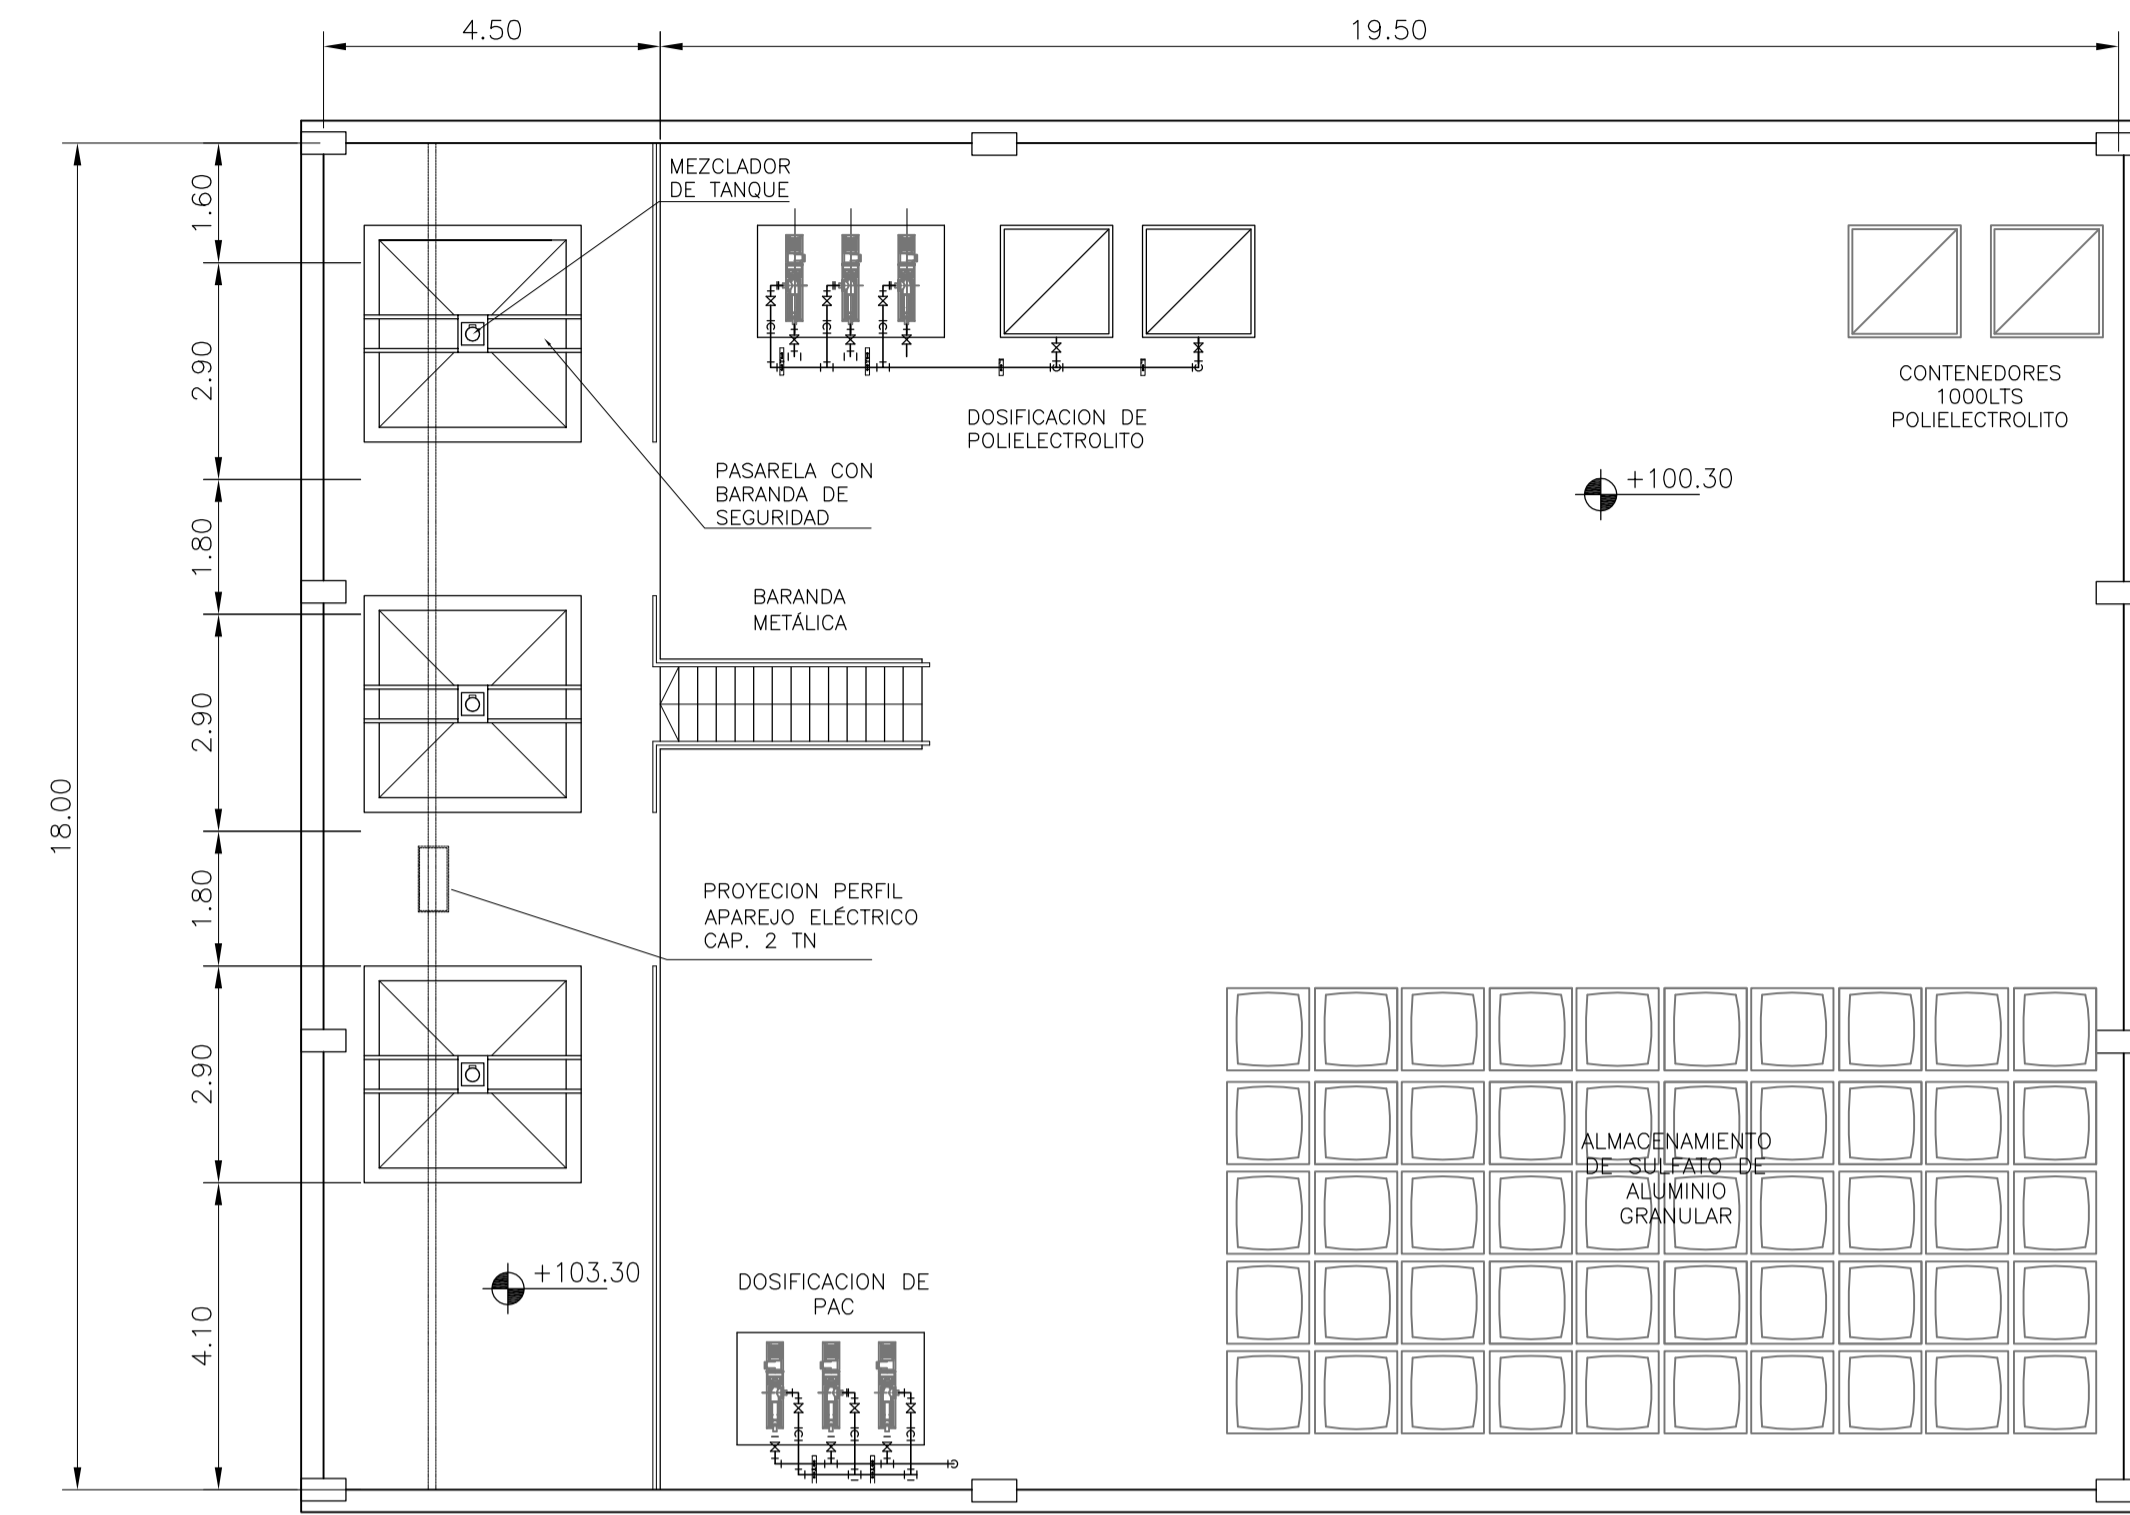 4.50
19.50
MEZCLADOR
DE TANQUE
1.60
2.90
CONTENEDORES
1000LTS
POLIELECTROLITO
DOSIFICACION DE
POLIELECTROLITO
PASARELA CON
BARANDA DE
SEGURIDAD
+100.30
1.80
BARANDA
METÁLICA
2.90
18.00
1.80
PROYECION PERFIL
APAREJO ELÉCTRICO
CAP. 2 TN
2.90
ALMACENAMIENTO
DE SULFATO DE
ALUMINIO
GRANULAR
+103.30
4.10
DOSIFICACION DE
PAC